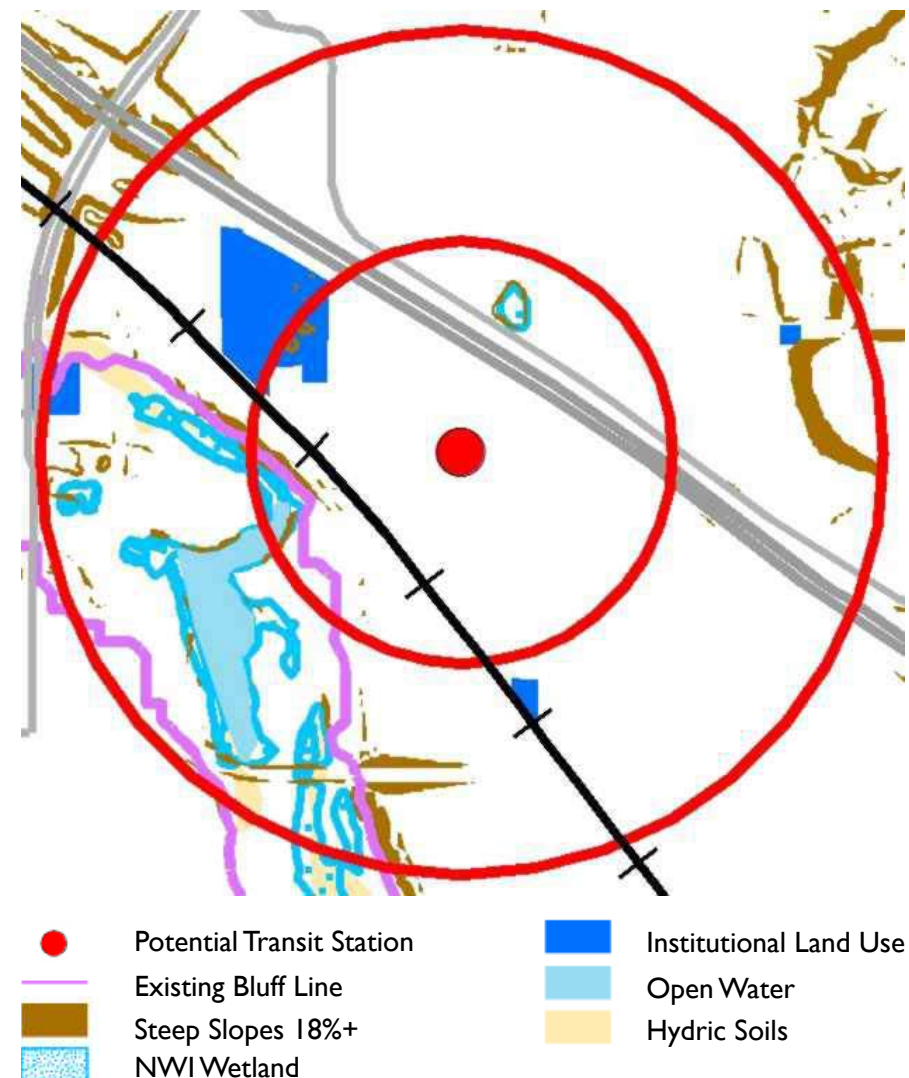 Potential Transit Station
Existing Bluff Line
Steep Slopes 18%+
NWI Wetland
Institutional Land Use
Open Water
Hydric Soils